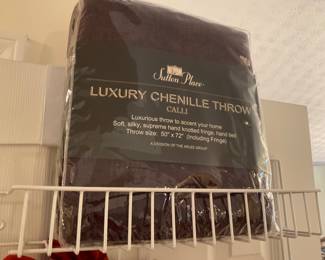 Sutton Place
LUXURY CHENILLE THROW
CALLI
Luxurious throw to accent your home
Soft, silky, supreme hand knotted fringe, hand bell
Throw size: 50" x 72" (Including Fringe)
A DIVISION OF THE ARLEE GROUP